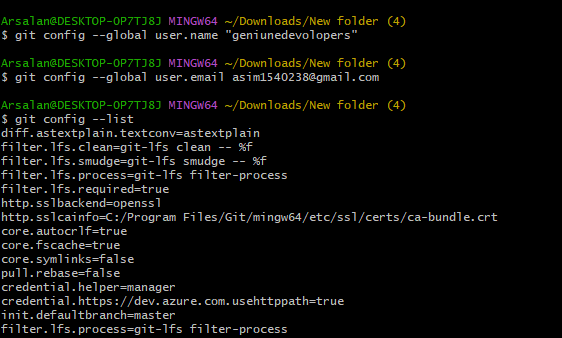 Arsalan@DESKTOP-OP7TJ8J MINGW64 ~/Downloads/New folder (4)
$ git config --global user.name "geniunedevolopers"
Arsalan@DESKTOP-OP7TJ8J MINGW64 ~/Downloads/New folder (4)
$ git config --global user.email asim1540238@gmail.com
Arsalan@DESKTOP-OP7TJ8J MINGW64 ~/Downloads/New folder (4)
$ git config --list
diff.astextplain.textconv=astextplain
filter.lfs.clean=git-lfs clean -- %f
filter.lfs.smudge=git-lfs smudge -- %f
filter.lfs.process=git-lfs filter-process
filter.lfs.required=true
http.sslbackend=openssl
http.sslcainfo=C:/Program Files/Git/mingw64/etc/ssl/certs/ca-bundle.crt
core.autocrlf=true
core.fscache=true
core.symlinks=false
pull.rebase=false
credential.helper=manager
credential.https://dev.azure.com.usehttppath=true
init.defaultbranch=master
filter.lfs.process=git-lfs filter-process